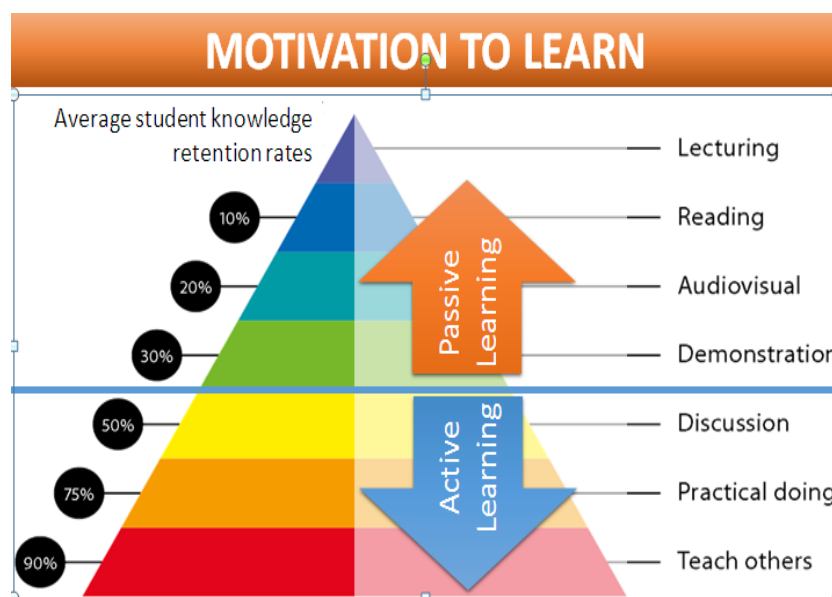 MOTIVATION TO LEARN
Average student knowledge
retention rates
Lecturing
10%
Reading
20%
Audiovisual
30%
Demonstration
Passive
Learning
50%
Discussion
75%
Practical doing
90%
Teach others
Active
Learning